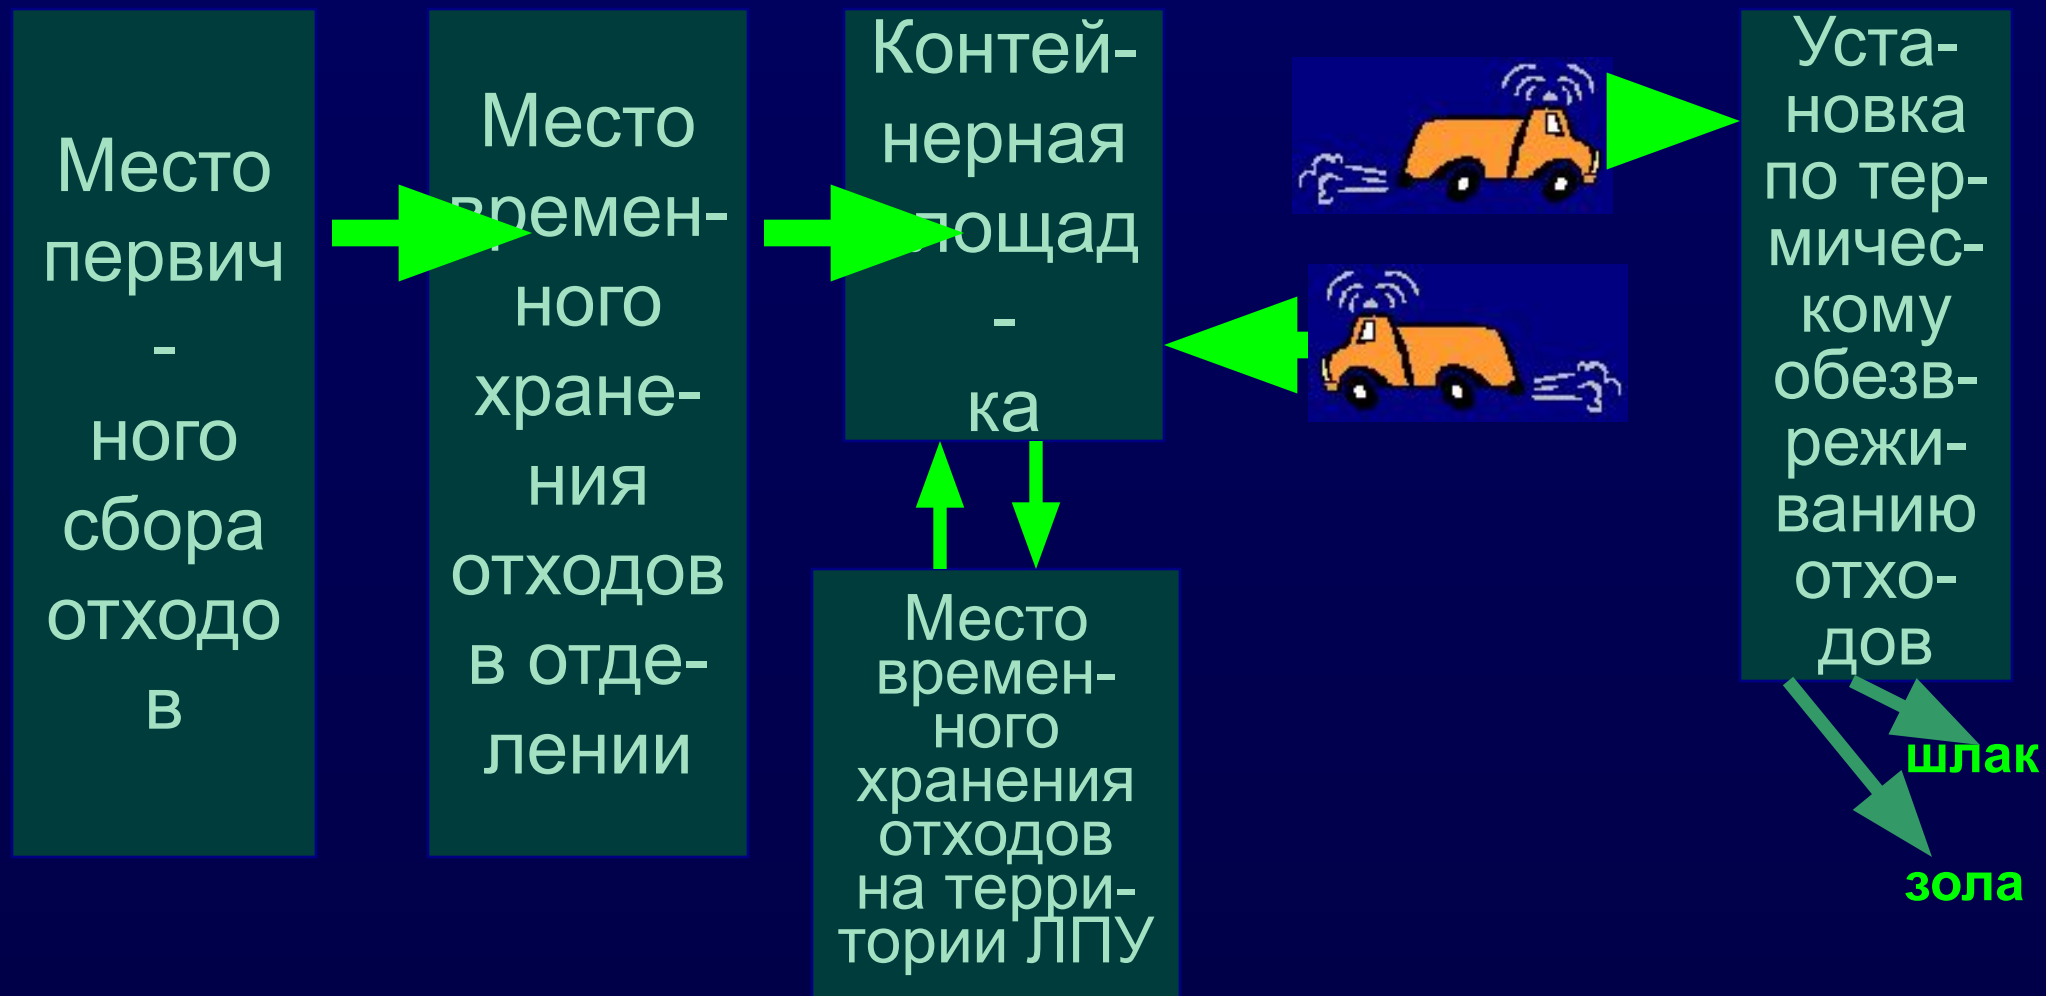 Место
первич
-
ного
сбора
отходо
в
Место
времен-
ного
хране-
ния
отходов
в отде-
лении
Контей-
нерная
площад
-
ка
Место
времен-
ного
хранения
отходов
на терри-
тории ЛПУ
Уста-
новка
по тер-
мичес-
кому
обезв-
режи-
ванию
отхо-
дов
шлак
зола